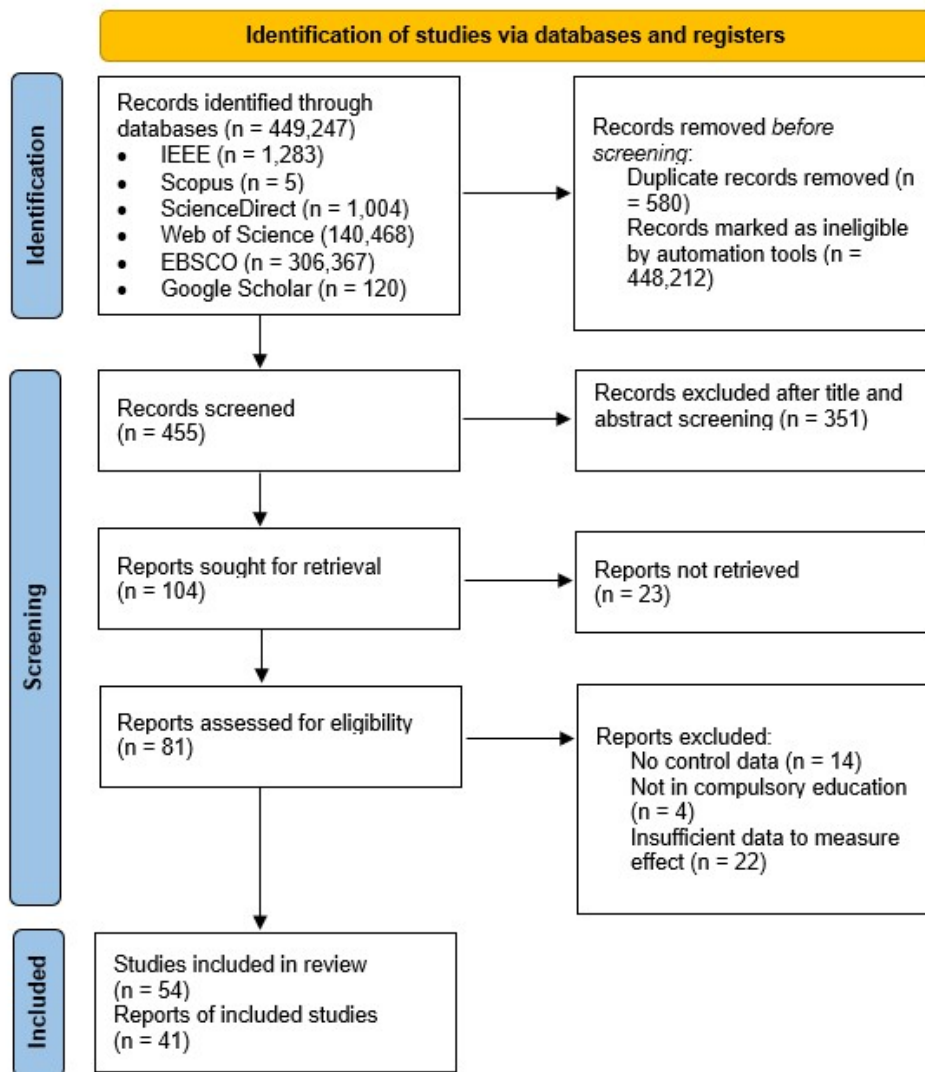 Identification of studies via databases and registers
Identification
Records identified through
databases (n = 449,247)
• IEEE (n = 1,283)
• Scopus (n = 5)
• ScienceDirect (n = 1,004)
• Web of Science (140,468)
• EBSCO (n = 306,367)
• Google Scholar (n = 120)
Records removed before
screening:
Duplicate records removed (n
= 580)
Records marked as ineligible
by automation tools (n =
448,212)
Screening
Records screened
(n = 455)
Records excluded after title and
abstract screening (n = 351)
Reports sought for retrieval
(n = 104)
Reports not retrieved
(n = 23)
Reports assessed for eligibility
(n = 81)
Reports excluded:
No control data (n = 14)
Not in compulsory education
(n = 4)
Insufficient data to measure
effect (n = 22)
Included
Studies included in review
(n = 54)
Reports of included studies
(n = 41)